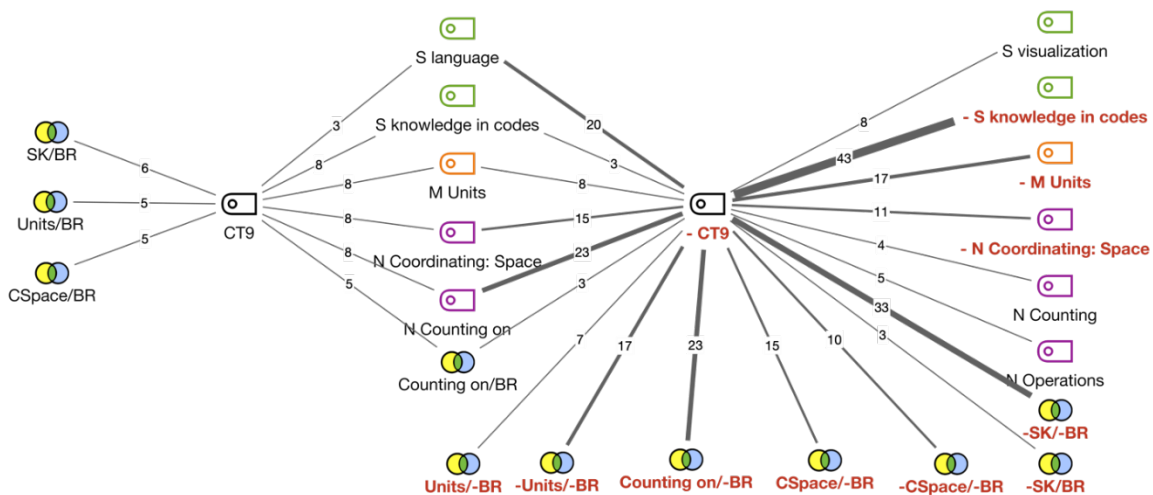 S language
S visualization
3
20
8
S knowledge in codes
- S knowledge in codes
SK/BR
6
8
3
43
M Units
8
8
17
- M Units
Units/BR
5
CT9
8
15
- CT9
11
- N Coordinating: Space
N Coordinating: Space
5
8
23
4
CSpace/BR
5
3
5
N Counting
N Counting on
33
3
7
17
23
15
10
Counting on/BR
N Operations
-SK/-BR
Units/-BR
-Units/-BR
Counting on/-BR
CSpace/-BR
-CSpace/-BR
-SK/BR